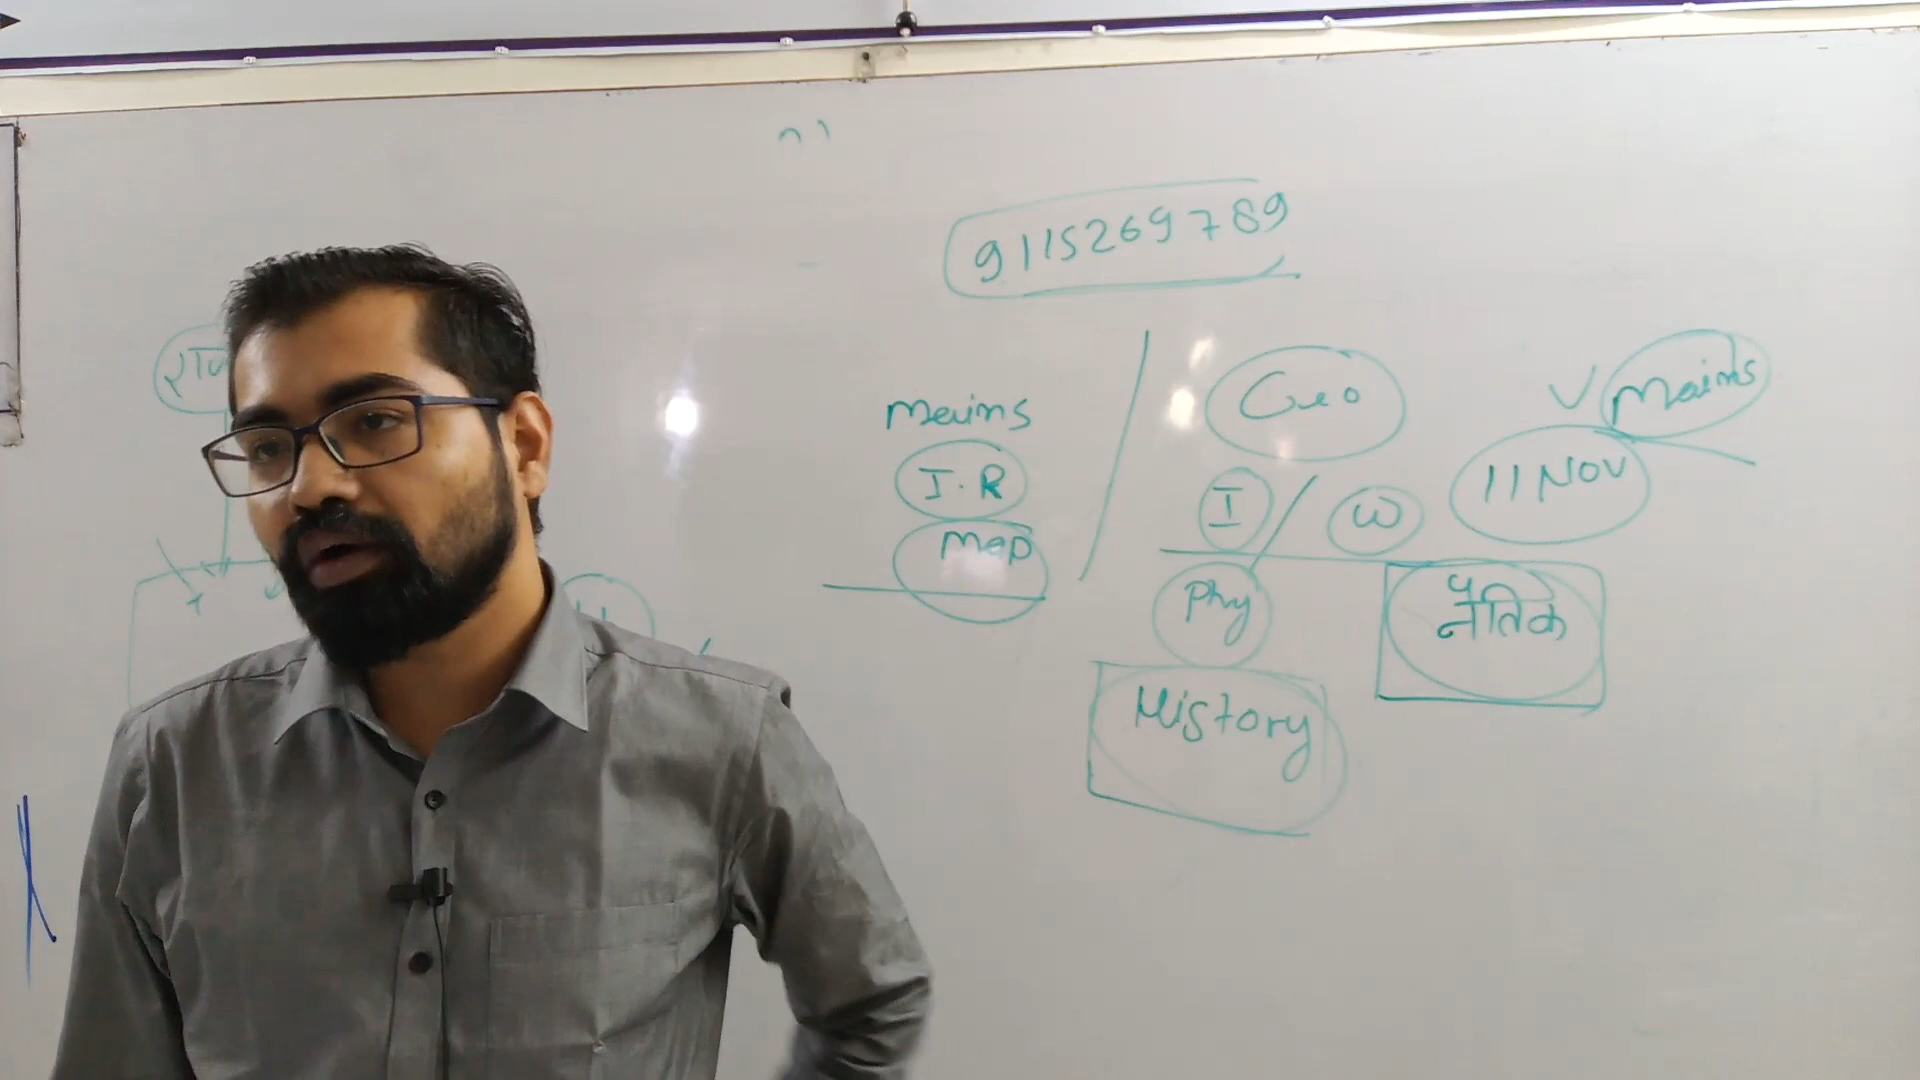 9115269789
Mains
I.R
Map
Geo
I / W
Phy
History
Mains
11 NOV
नैतिक